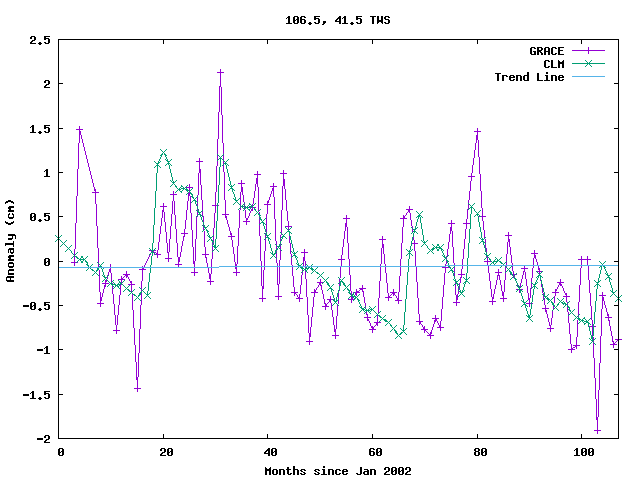 106.5, 41.5 TWS
GRACE
CLM
Trend Line
2.5
2
1.5
1
0.5
0
-0.5
-1
-1.5
-2
Anomaly (cm)
0 20 40 60 80 100
Months since Jan 2002